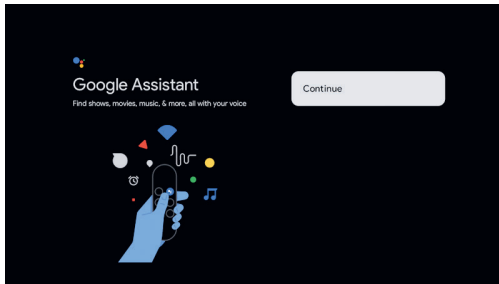 Google Assistant
Find shows, movies, music, & more, all with your voice
Continue